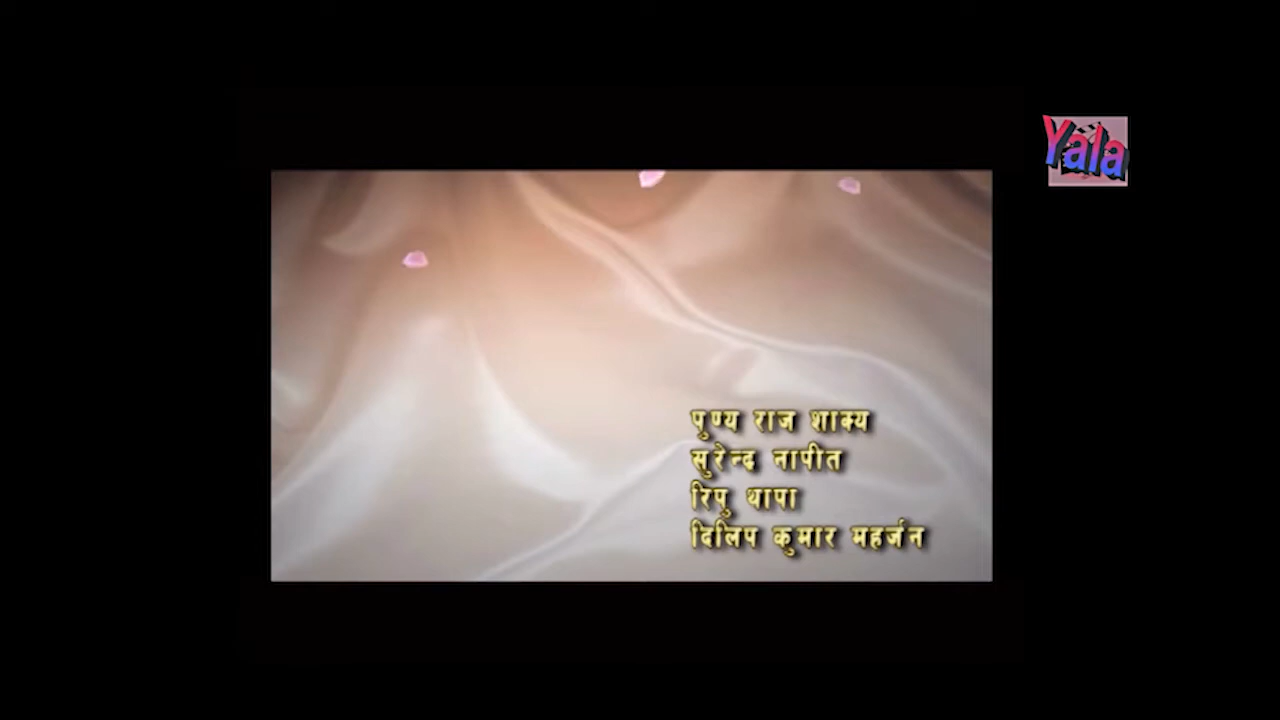 Yala
पुण्य राज शाक्य
सुरेन्द्र नापीत
रिपु थापा
दिलिप कुमार महर्जन